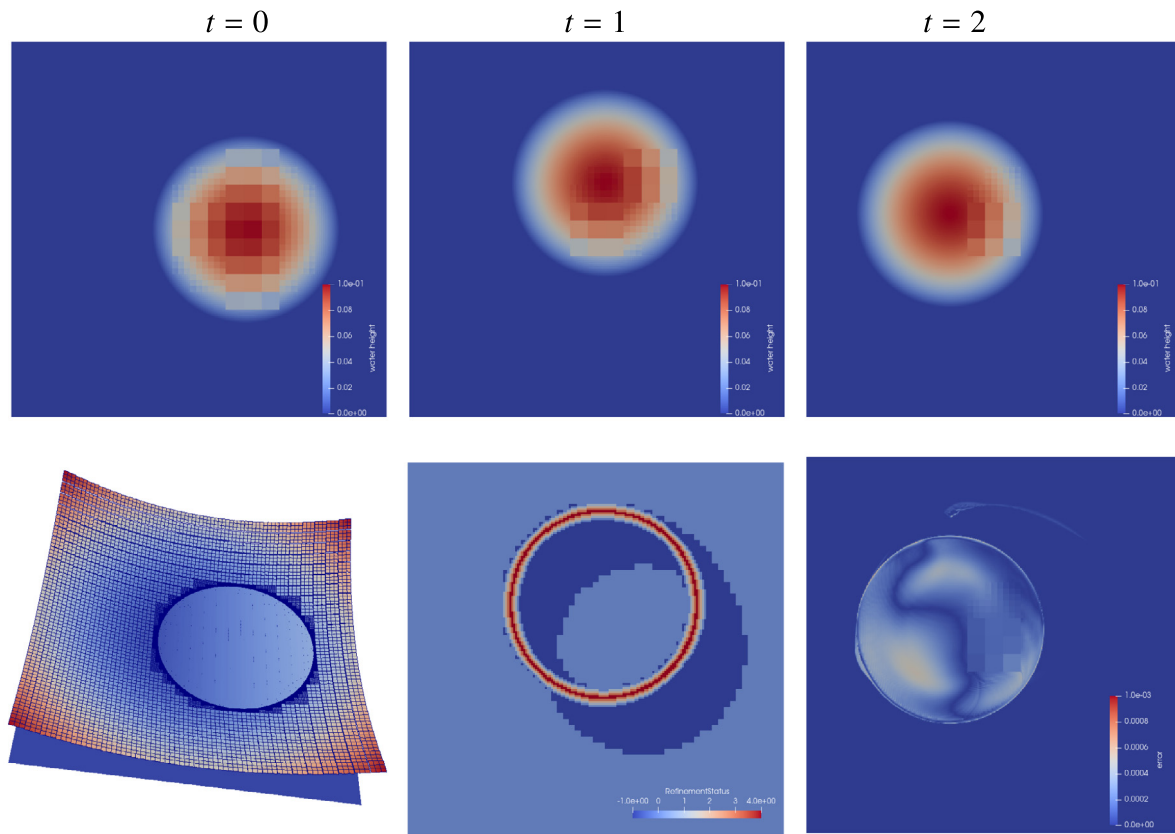 t = 0
t = 1
t = 2
1.0e-01
0.08
0.06
0.04
0.02
0.0e+00
water height
1.0e-01
0.08
0.06
0.04
0.02
0.0e+00
water height
1.0e-01
0.08
0.06
0.04
0.02
0.0e+00
water height
RefinementStatus
-1.0e+00 0 1 2 3 4.0e+00
1.0e-03
0.0008
0.0006
0.0004
0.0002
0.0e+00
error